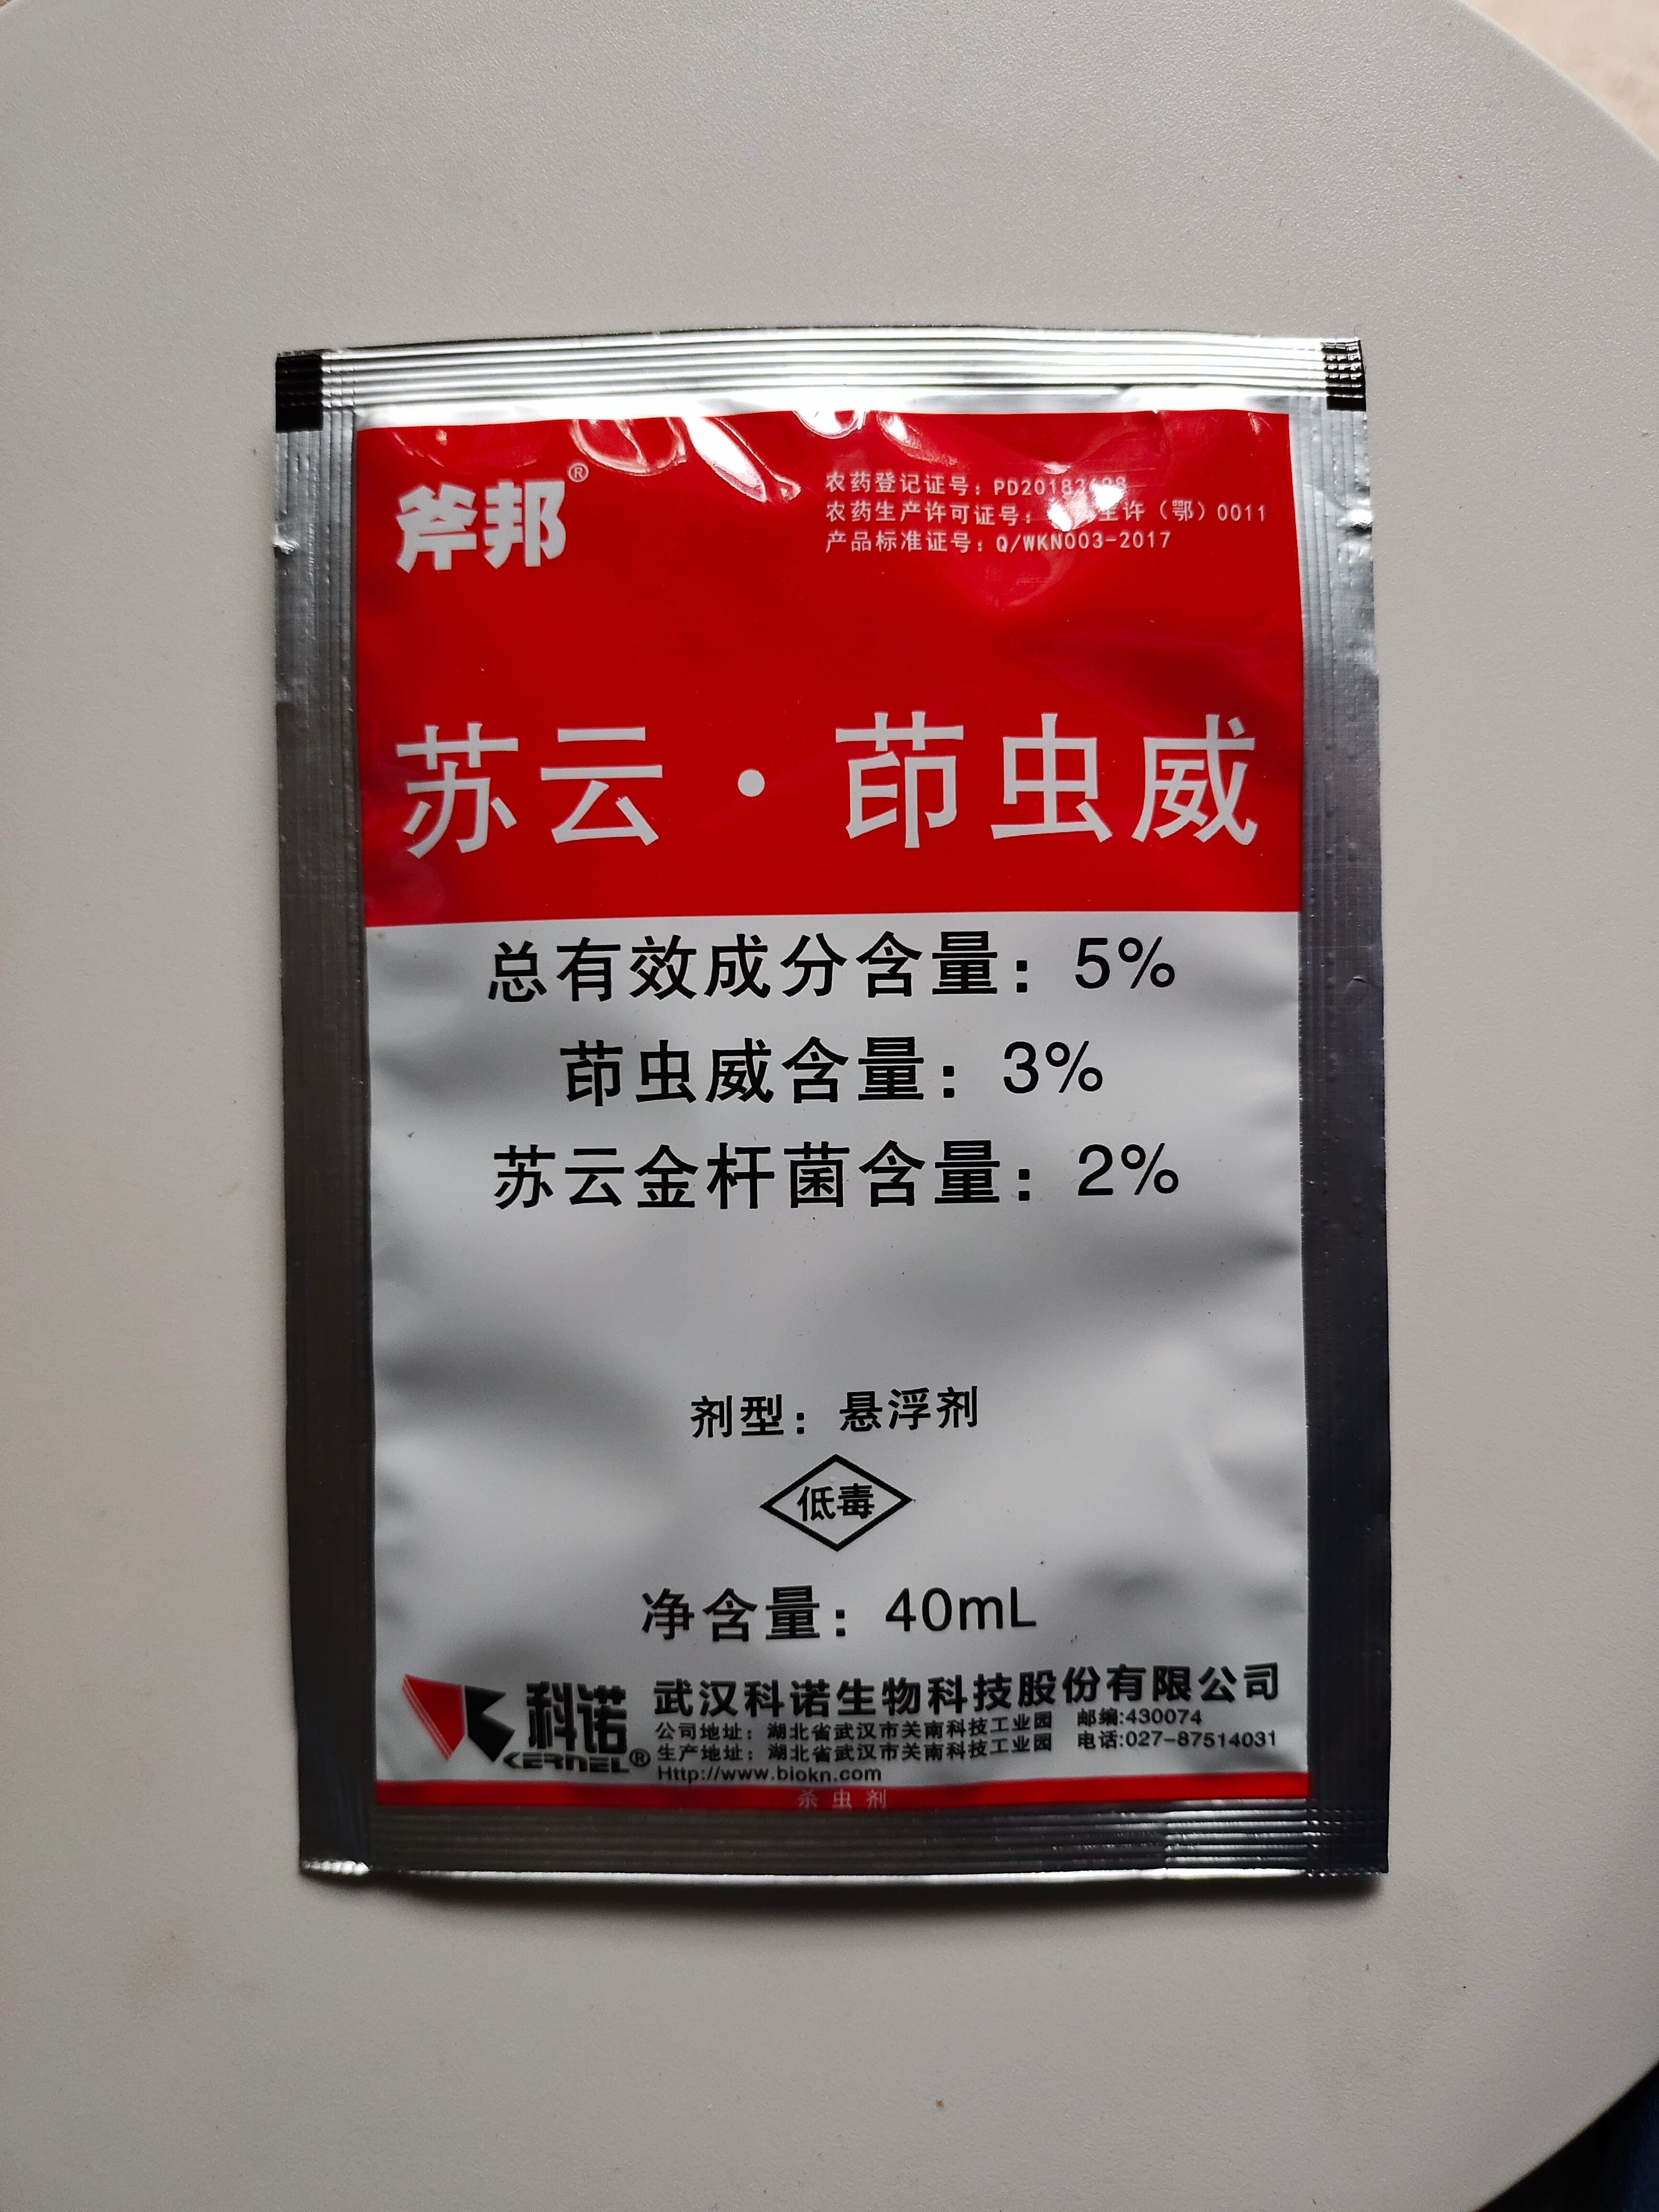 斧邦®
农药登记证号：
农药生产许可证号： 许（鄂）0011
产品标准证号：Q/WKN003-2017
苏云·茚虫威
总有效成分含量：5%
茚虫威含量：3%
苏云金杆菌含量：2%
剂型：悬浮剂
低毒
净含量：40mL
科诺
KERNEL®
武汉科诺生物科技股份有限公司
公司地址：湖北省武汉市关南科技工业园 邮编:430074
生产地址：湖北省武汉市关南科技工业园 电话:027-87514031
Http://www.biokn.com
杀虫剂